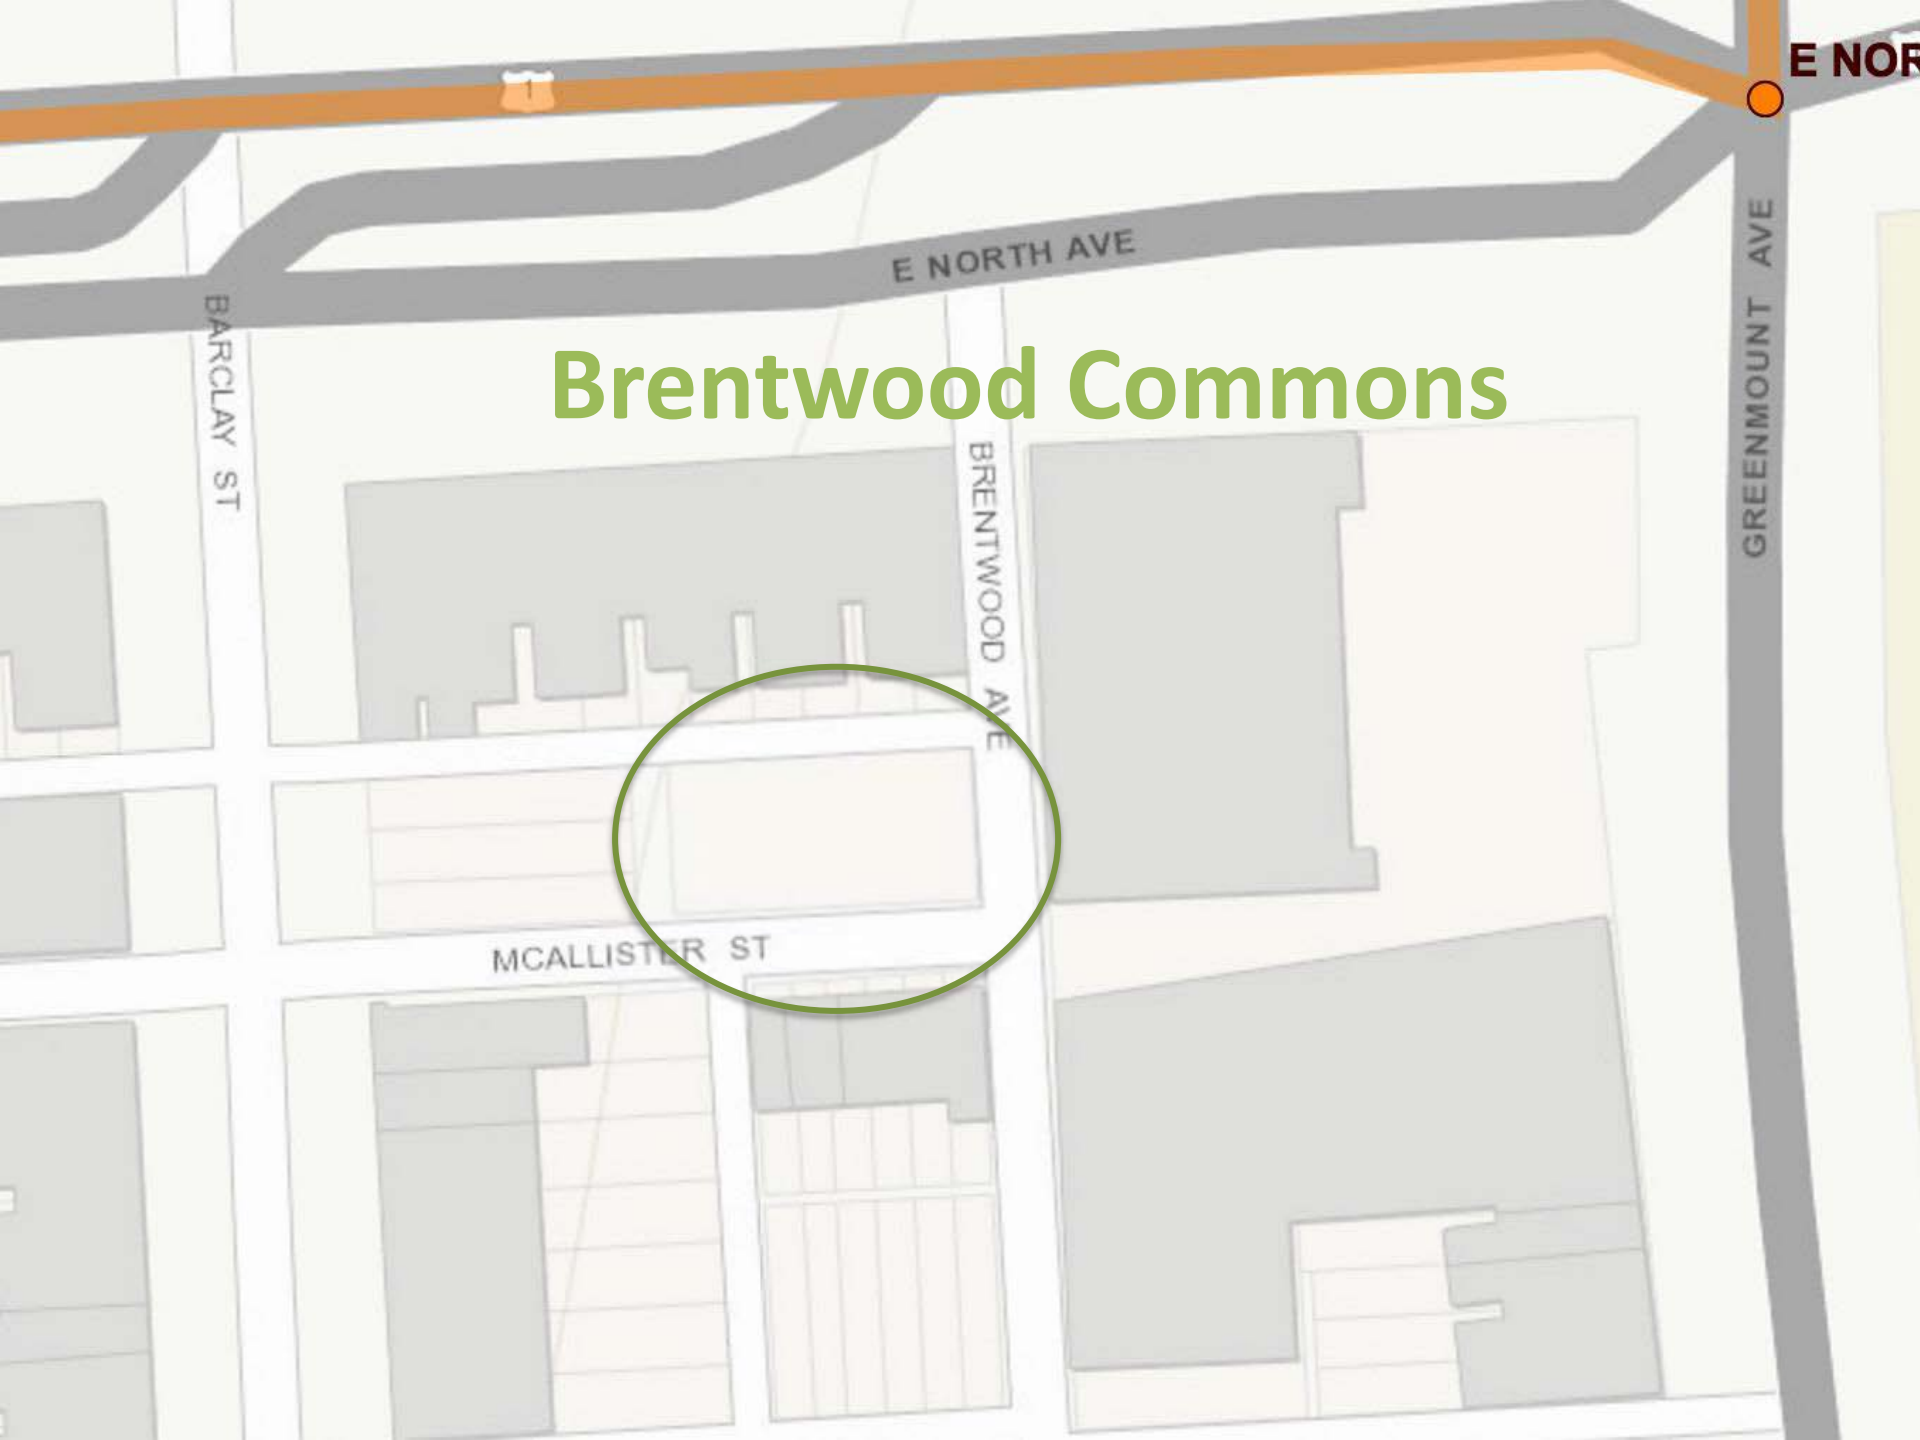 E NOR
1
E NORTH AVE
GREENMOUNT AVE
BARCLAY ST
Brentwood Commons
BRENTWOOD AVE
MCALLISTER ST